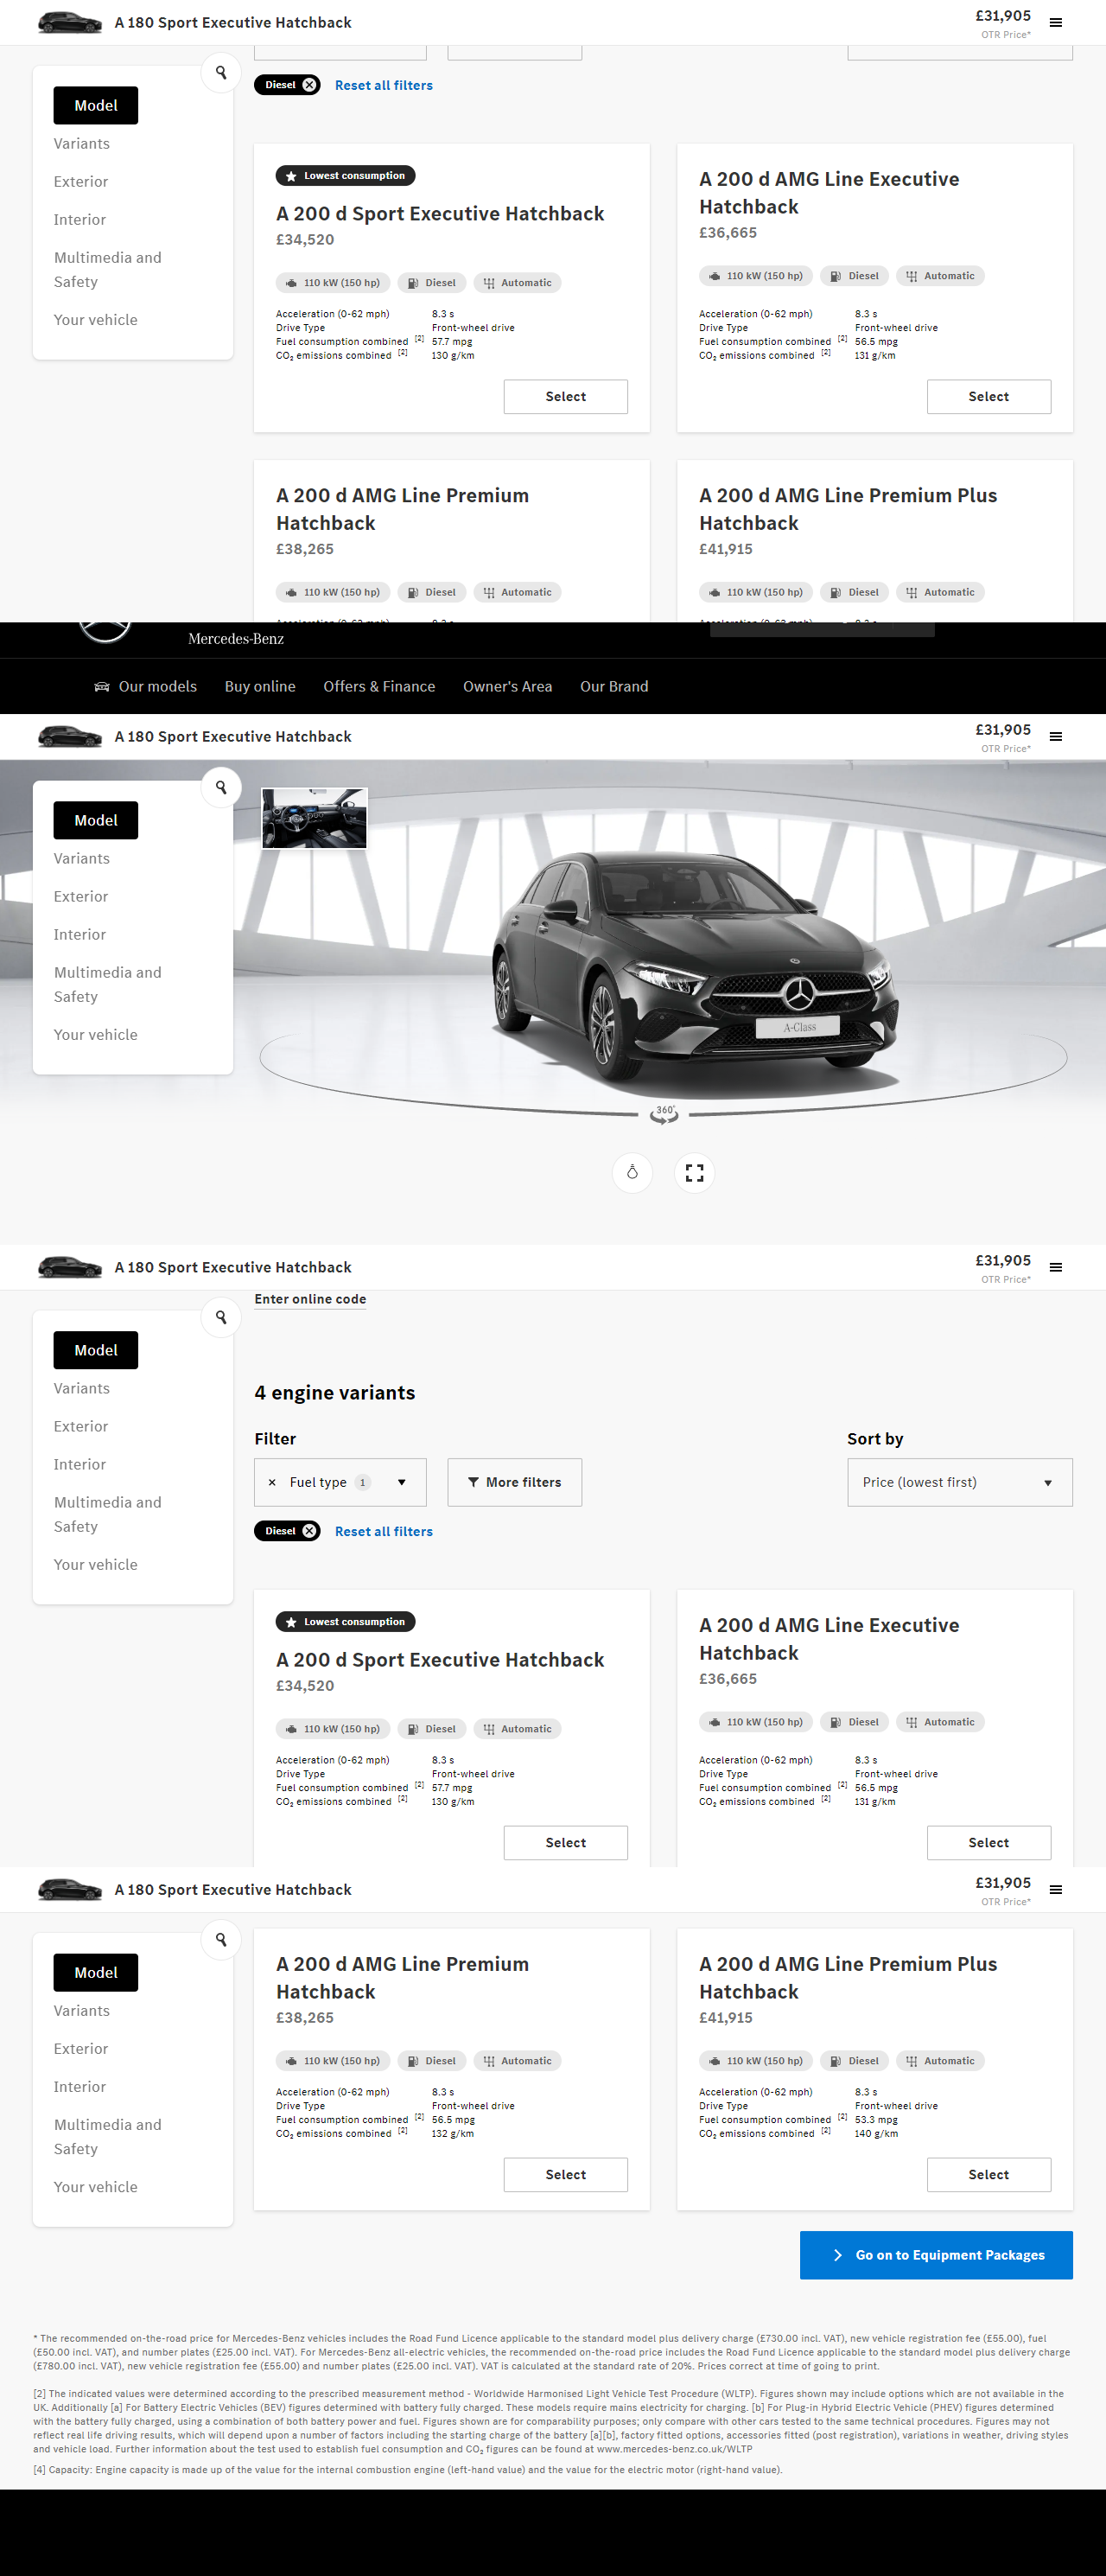 A 180 Sport Executive Hatchback
£31,905
OTR Price*
Model
Variants
Exterior
Interior
Multimedia and
Safety
Your vehicle
Diesel
Reset all filters
Lowest consumption
A 200 d Sport Executive Hatchback
£34,520
110 kW (150 hp)
Diesel
Automatic
Acceleration (0-62 mph) 8.3 s
Drive Type Front-wheel drive
Fuel consumption combined [2] 57.7 mpg
CO₂ emissions combined [2] 130 g/km
Select
A 200 d AMG Line Executive
Hatchback
£36,665
110 kW (150 hp)
Diesel
Automatic
Acceleration (0-62 mph) 8.3 s
Drive Type Front-wheel drive
Fuel consumption combined [2] 56.5 mpg
CO₂ emissions combined [2] 131 g/km
Select
A 200 d AMG Line Premium
Hatchback
£38,265
110 kW (150 hp)
Diesel
Automatic
A 200 d AMG Line Premium Plus
Hatchback
£41,915
110 kW (150 hp)
Diesel
Automatic
Mercedes-Benz
Our models
Buy online
Offers & Finance
Owner's Area
Our Brand
A 180 Sport Executive Hatchback
£31,905
OTR Price*
Model
Variants
Exterior
Interior
Multimedia and
Safety
Your vehicle
A-Class
360°
A 180 Sport Executive Hatchback
£31,905
OTR Price*
Model
Variants
Exterior
Interior
Multimedia and
Safety
Your vehicle
Enter online code
4 engine variants
Filter
Fuel type 1
More filters
Sort by
Price (lowest first)
Diesel
Reset all filters
Lowest consumption
A 200 d Sport Executive Hatchback
£34,520
110 kW (150 hp)
Diesel
Automatic
Acceleration (0-62 mph) 8.3 s
Drive Type Front-wheel drive
Fuel consumption combined [2] 57.7 mpg
CO₂ emissions combined [2] 130 g/km
Select
A 200 d AMG Line Executive
Hatchback
£36,665
110 kW (150 hp)
Diesel
Automatic
Acceleration (0-62 mph) 8.3 s
Drive Type Front-wheel drive
Fuel consumption combined [2] 56.5 mpg
CO₂ emissions combined [2] 131 g/km
Select
A 180 Sport Executive Hatchback
£31,905
OTR Price*
Model
Variants
Exterior
Interior
Multimedia and
Safety
Your vehicle
A 200 d AMG Line Premium
Hatchback
£38,265
110 kW (150 hp)
Diesel
Automatic
Acceleration (0-62 mph) 8.3 s
Drive Type Front-wheel drive
Fuel consumption combined [2] 56.5 mpg
CO₂ emissions combined [2] 132 g/km
Select
A 200 d AMG Line Premium Plus
Hatchback
£41,915
110 kW (150 hp)
Diesel
Automatic
Acceleration (0-62 mph) 8.3 s
Drive Type Front-wheel drive
Fuel consumption combined [2] 53.3 mpg
CO₂ emissions combined [2] 140 g/km
Select
Go on to Equipment Packages
* The recommended on-the-road price for Mercedes-Benz vehicles includes the Road Fund Licence applicable to the standard model plus delivery charge (£730.00 incl. VAT), new vehicle registration fee (£55.00), fuel
(£50.00 incl. VAT), and number plates (£25.00 incl. VAT). For Mercedes-Benz all-electric vehicles, the recommended on-the-road price includes the Road Fund Licence applicable to the standard model plus delivery charge
(£780.00 incl. VAT), new vehicle registration fee (£55.00) and number plates (£25.00 incl. VAT). VAT is calculated at the standard rate of 20%. Prices correct at time of going to print.
[2] The indicated values were determined according to the prescribed measurement method - Worldwide Harmonised Light Vehicle Test Procedure (WLTP). Figures shown may include options which are not available in the
UK. Additionally [a] For Battery Electric Vehicles (BEV) figures determined with battery fully charged. These models require mains electricity for charging. [b] For Plug-in Hybrid Electric Vehicle (PHEV) figures determined
with the battery fully charged, using a combination of both battery power and fuel. Figures shown are for comparability purposes; only compare with other cars tested to the same technical procedures. Figures may not
reflect real life driving results, which will depend upon a number of factors including the starting charge of the battery [a][b], factory fitted options, accessories fitted (post registration), variations in weather, driving styles
and vehicle load. Further information about the test used to establish fuel consumption and CO₂ figures can be found at www.mercedes-benz.co.uk/WLTP
[4] Capacity: Engine capacity is made up of the value for the internal combustion engine (left-hand value) and the value for the electric motor (right-hand value).